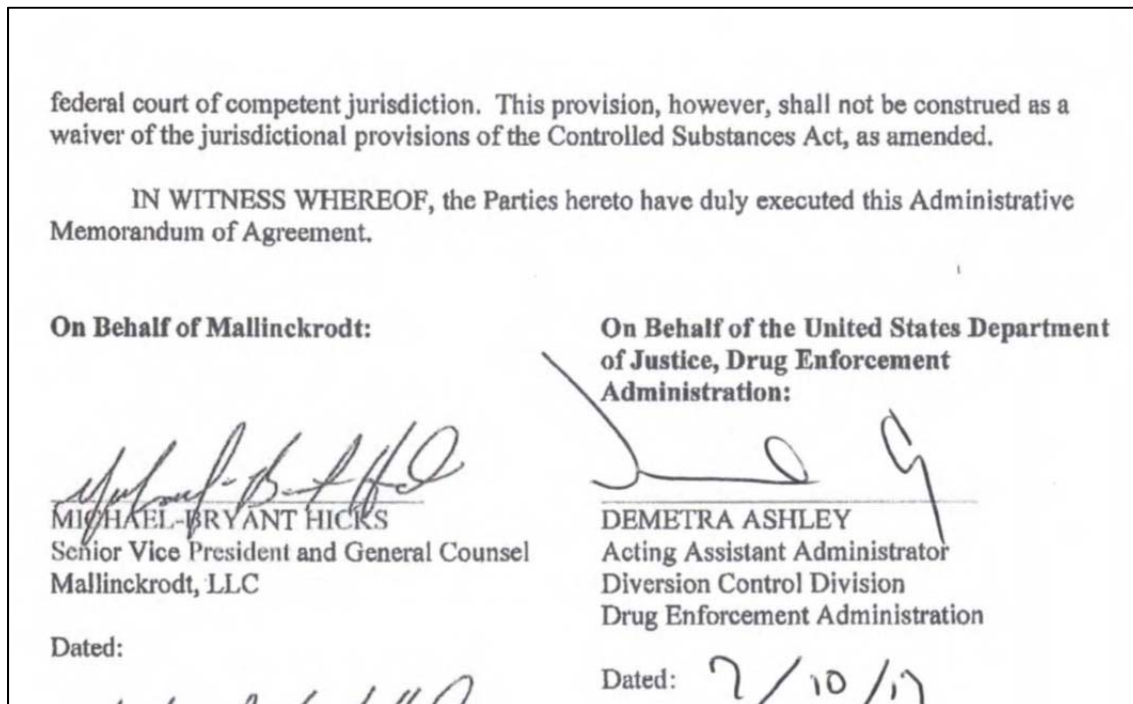 federal court of competent jurisdiction. This provision, however, shall not be construed as a
waiver of the jurisdictional provisions of the Controlled Substances Act, as amended.
IN WITNESS WHEREOF, the Parties hereto have duly executed this Administrative
Memorandum of Agreement.
On Behalf of Mallinckrodt:
MICHAEL-BRYANT HICKS
Senior Vice President and General Counsel
Mallinckrodt, LLC
Dated:
On Behalf of the United States Department
of Justice, Drug Enforcement
Administration:
DEMETRA ASHLEY
Acting Assistant Administrator
Diversion Control Division
Drug Enforcement Administration
Dated: 7/10/17